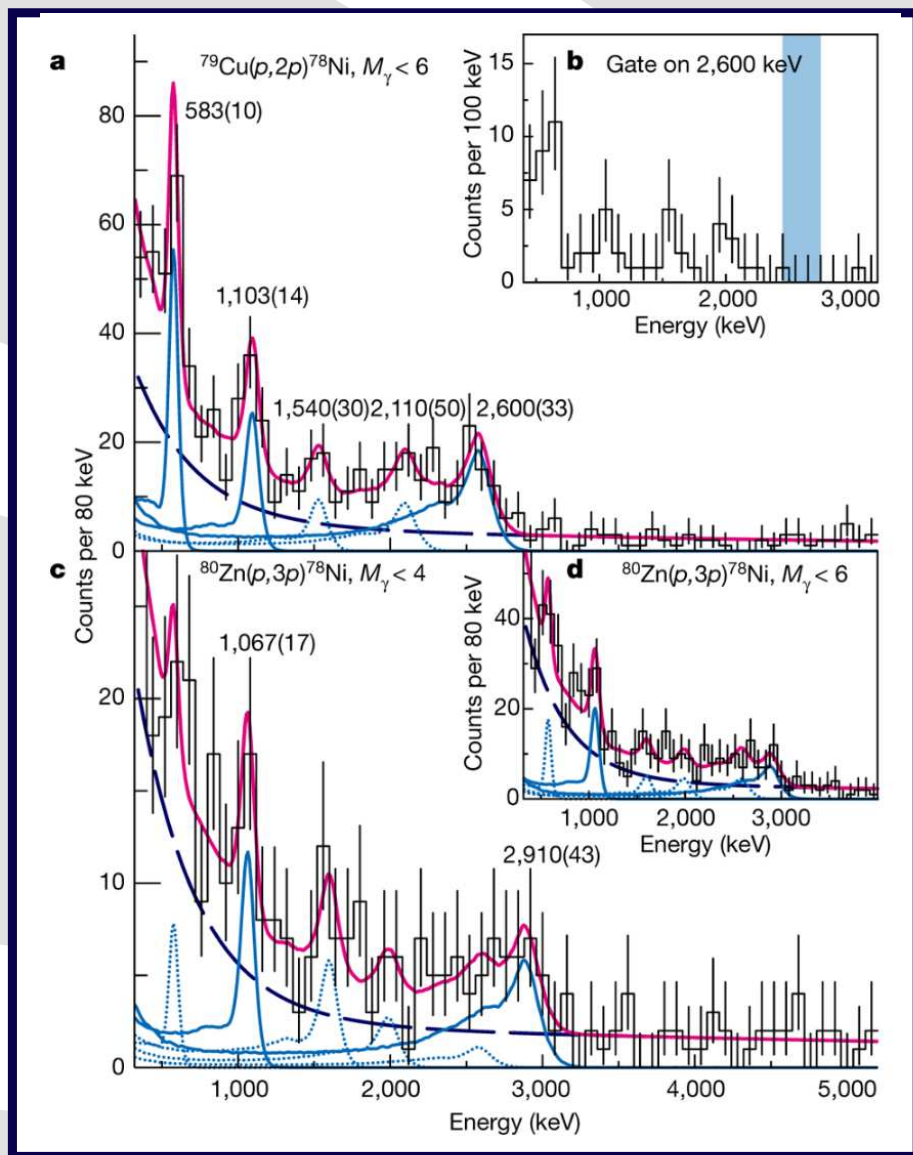 a
⁷⁹Cu(p,2p)⁷⁸Ni, Mγ < 6
583(10)
1,103(14)
1,540(30) 2,110(50) 2,600(33)
80
60
40
20
0
b
Gate on 2,600 keV
Counts per 100 keV
15
10
5
0
1,000 2,000 3,000
Energy (keV)
Counts per 80 keV
c
⁸⁰Zn(p,3p)⁷⁸Ni, Mγ < 4
1,067(17)
2,910(43)
20
10
0
1,000 2,000 3,000 4,000 5,000
Energy (keV)
d
⁸⁰Zn(p,3p)⁷⁸Ni, Mγ < 6
Counts per 80 keV
40
20
0
1,000 2,000 3,000
Energy (keV)